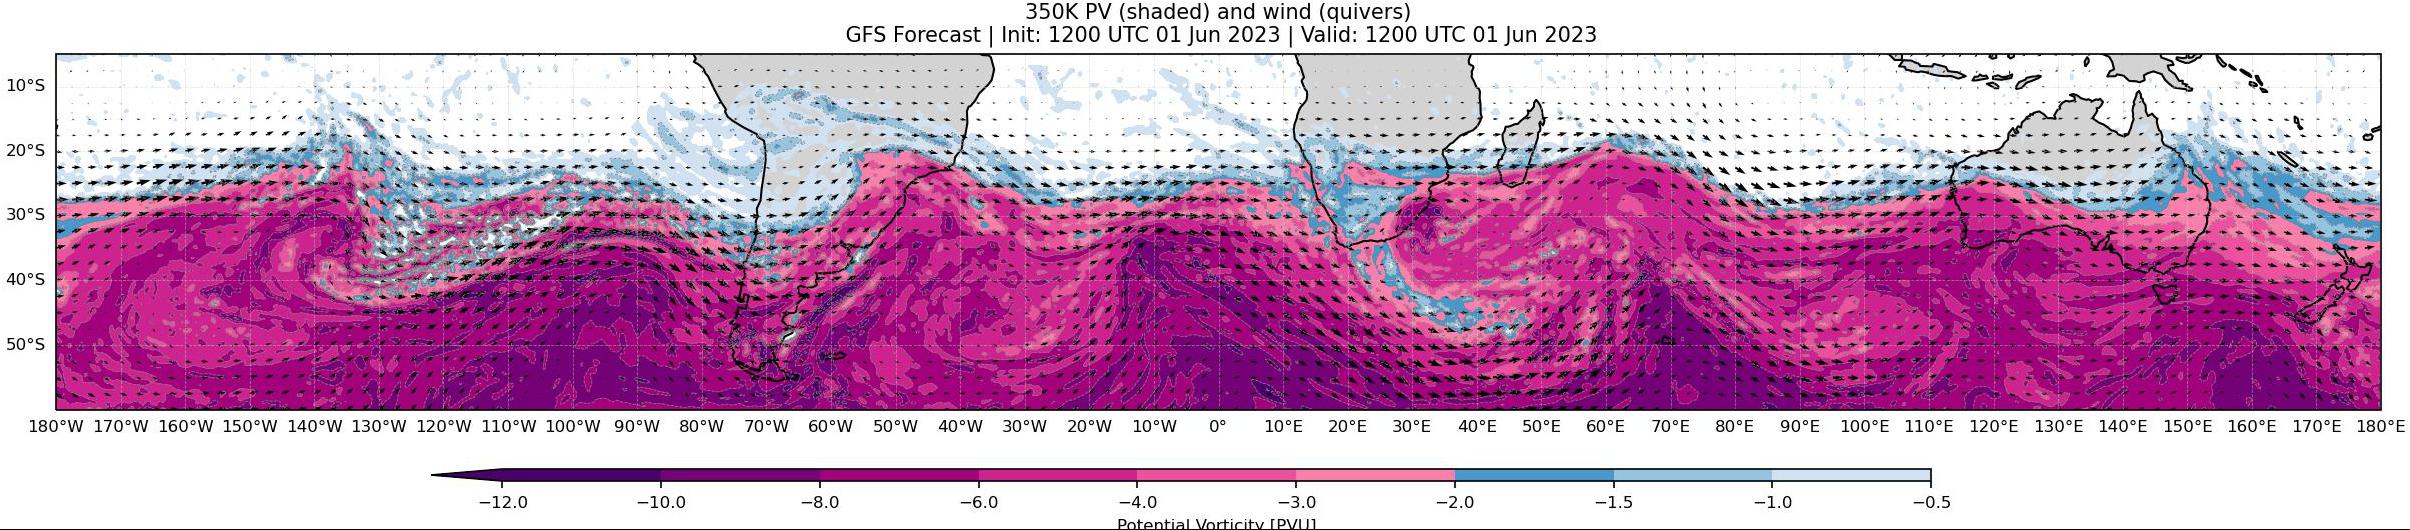 350K PV (shaded) and wind (quivers)
GFS Forecast | Init: 1200 UTC 01 Jun 2023 | Valid: 1200 UTC 01 Jun 2023
10°S
20°S
30°S
40°S
50°S
180°W 170°W 160°W 150°W 140°W 130°W 120°W 110°W 100°W 90°W 80°W 70°W 60°W 50°W 40°W 30°W 20°W 10°W 0° 10°E 20°E 30°E 40°E 50°E 60°E 70°E 80°E 90°E 100°E 110°E 120°E 130°E 140°E 150°E 160°E 170°E 180°E
−12.0 −10.0 −8.0 −6.0 −4.0 −3.0 −2.0 −1.5 −1.0 −0.5
Potential Vorticity [PVU]